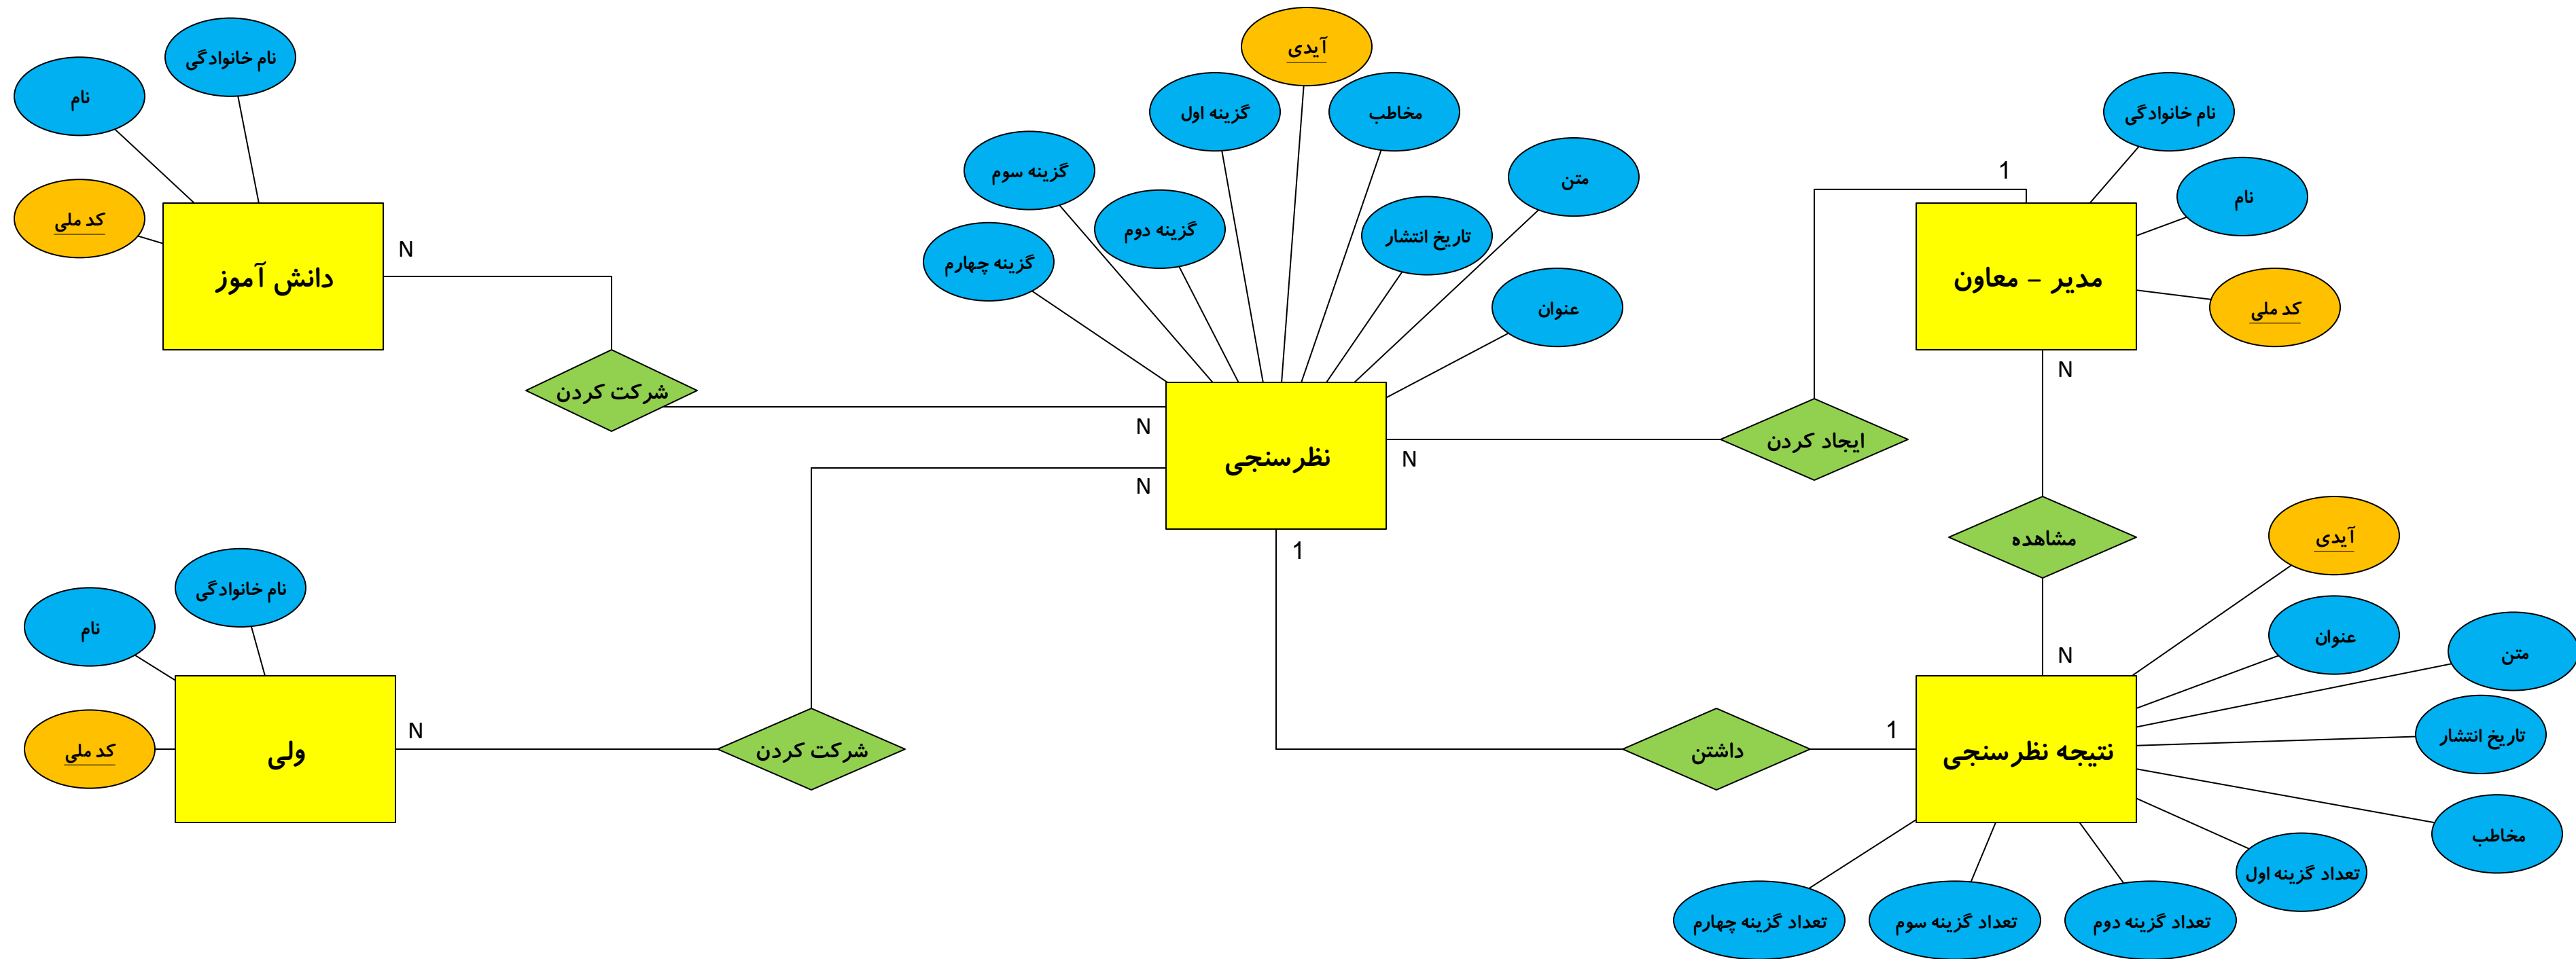 آیدی
نام خانوادگی
نام
کد ملی
دانش آموز
N
شرکت کردن
گزینه اول
مخاطب
گزینه سوم
متن
گزینه دوم
تاریخ انتشار
گزینه چهارم
عنوان
نظرسنجی
N
N
N
1
نام خانوادگی
نام
کد ملی
مدیر – معاون
1
N
ایجاد کردن
مشاهده
N
نام خانوادگی
نام
کد ملی
ولی
N
شرکت کردن
داشتن
1
نتیجه نظرسنجی
آیدی
عنوان
متن
تاریخ انتشار
مخاطب
تعداد گزینه اول
تعداد گزینه دوم
تعداد گزینه سوم
تعداد گزینه چهارم